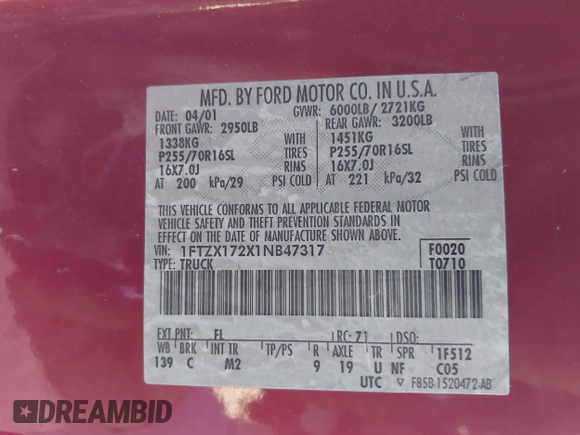 MFD. BY FORD MOTOR CO. IN U.S.A.
DATE: 04/01 GVWR: 6000LB/ 2721KG
FRONT GAWR: 2950LB REAR GAWR: 3200LB
1338KG WITH 1451KG WITH
P255/70R16SL TIRES P255/70R16SL TIRES
16X7.0J RIMS 16X7.0J RIMS
AT 200 kPa/29 PSI COLD AT 221 kPa/32 PSI COLD
THIS VEHICLE CONFORMS TO ALL APPLICABLE FEDERAL MOTOR
VEHICLE SAFETY AND THEFT PREVENTION STANDARDS IN
EFFECT ON THE DATE OF MANUFACTURE SHOWN ABOVE.
VIN: 1FTZX172X1NB47317 F0020
TYPE: TRUCK T0710
EXT PNT: FL RC: 71 DSO:
WB BRK INT TR TP/PS R AXLE TR SPR 1F512
139 C M2 9 19 U NF C05
UTC F85B-1520472-AB
DREAMBID